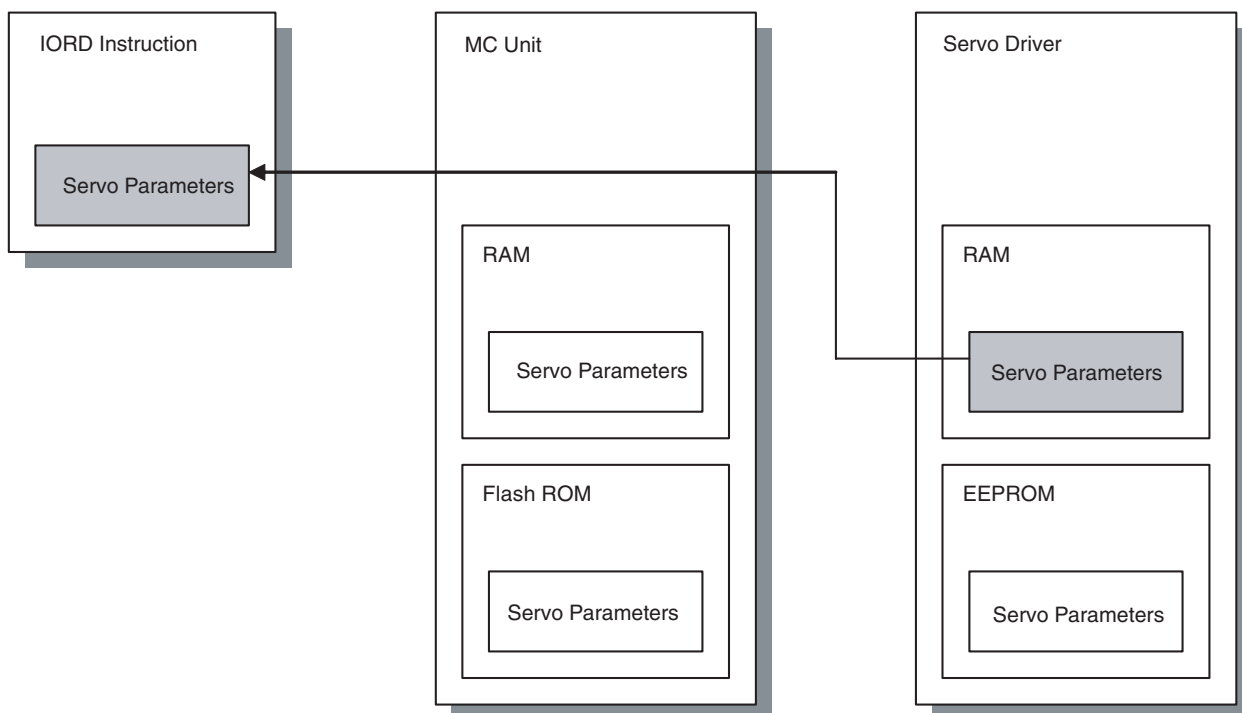 IORD Instruction
Servo Parameters
MC Unit
RAM
Servo Parameters
Flash ROM
Servo Parameters
Servo Driver
RAM
Servo Parameters
EEPROM
Servo Parameters